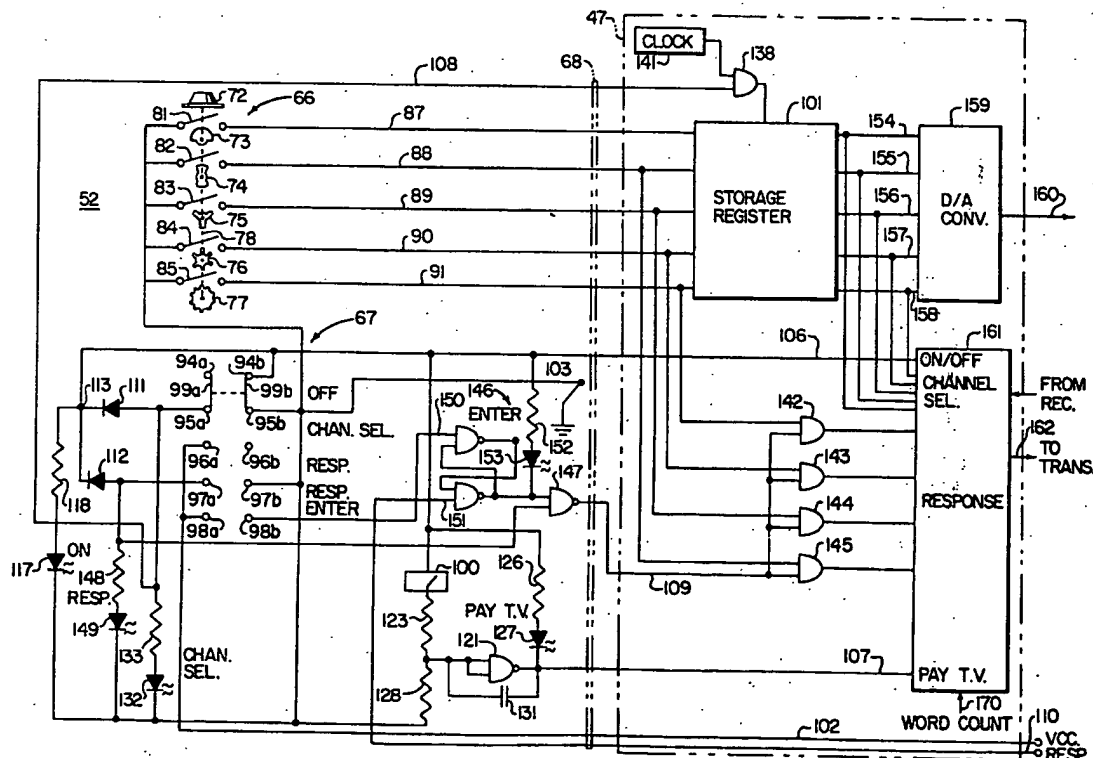 47
CLOCK
141
138
68
108
72
66
81
87
101
159
73
154
82
88
155
74
83
89
156
52
STORAGE
REGISTER
D/A
CONV.
160
75
84
78
90
157
76
85
91
158
77
67
106
161
94a
94b
103
ON/OFF
113
111
99a
99b
OFF
146
ENTER
150
142
CHANNEL
SEL.
FROM
REC.
95a
95b
CHAN. SEL.
152
162
112
96a
96b
RESP.
153
147
143
TO
TRANS.
118
97a
97b
RESP.
ENTER
151
144
RESPONSE
98a
98b
ON
117
148
RESP.
100
126
109
145
149
123
PAY T.V.
133
121
127
107
CHAN.
SEL.
132
128
131
PAY T.V.
170
WORD COUNT
102
110
VCC.
RESP.